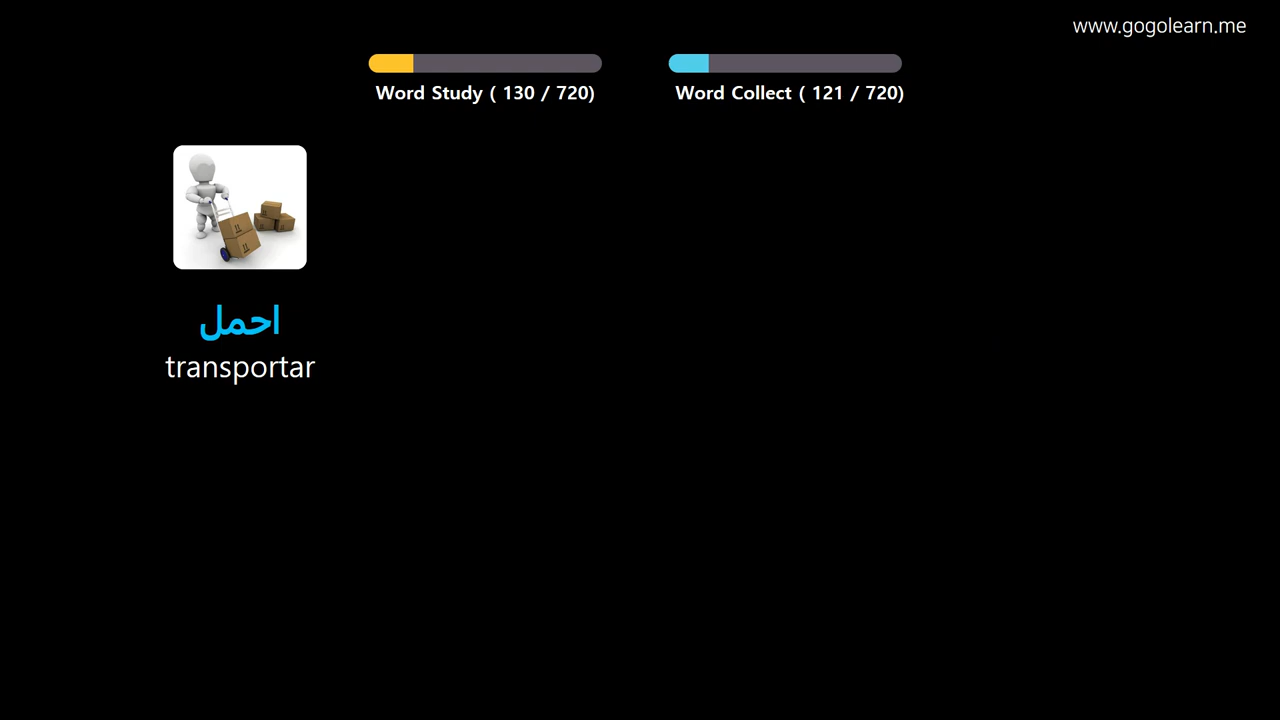 www.gogolearn.me
Word Study ( 130 / 720)
Word Collect ( 121 / 720)
احمل
transportar